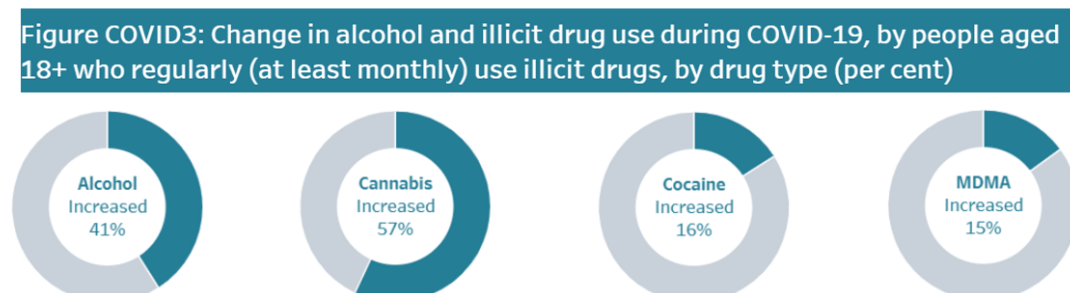 Figure COVID3: Change in alcohol and illicit drug use during COVID-19, by people aged
18+ who regularly (at least monthly) use illicit drugs, by drug type (per cent)
Alcohol
Increased
41%
Cannabis
Increased
57%
Cocaine
Increased
16%
MDMA
Increased
15%